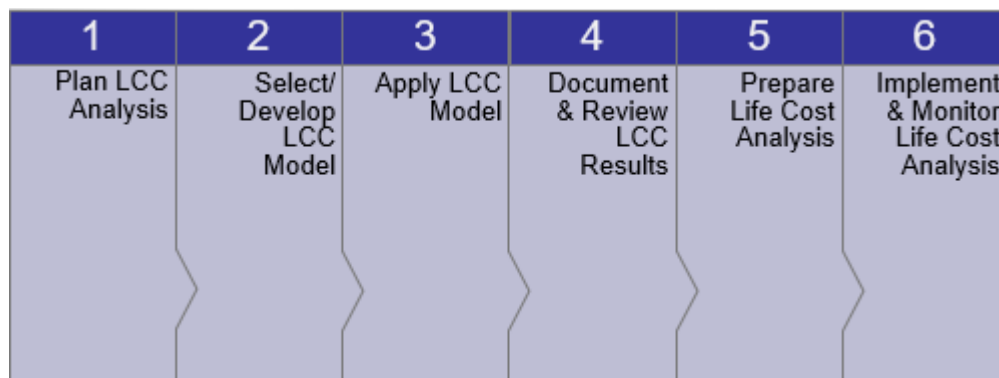 1
Plan LCC
Analysis
2
Select/
Develop
LCC
Model
3
Apply LCC
Model
4
Document
& Review
LCC
Results
5
Prepare
Life Cost
Analysis
6
Implement
& Monitor
Life Cost
Analysis